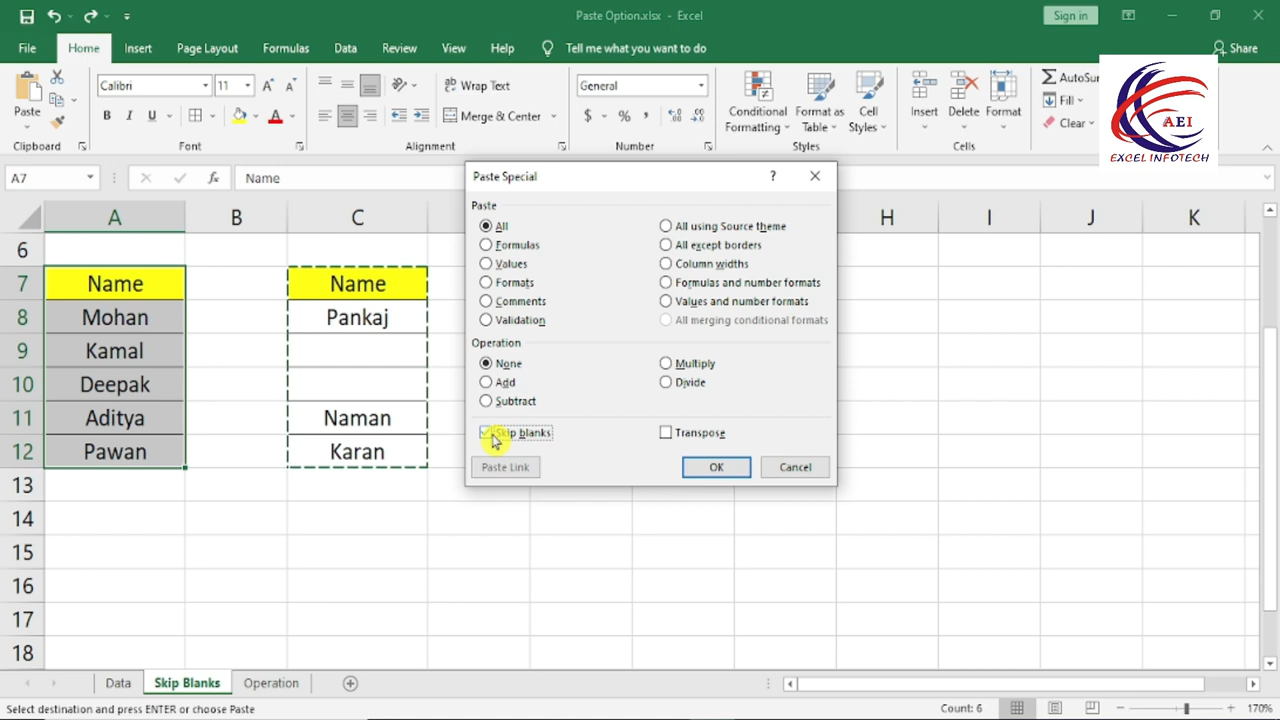 Paste Option.xlsx - Excel
Sign in
File Home Insert Page Layout Formulas Data Review View Help Tell me what you want to do Share
Calibri 11 Wrap Text General AutoSu
Paste B I U Merge & Center $ % , Conditional Formatting Format as Table Cell Styles Insert Delete Format Fill Clear
Clipboard Font Alignment Number Styles Cells
AEI
EXCEL INFOTECH
A7 fx Name
A B C H I J K
6
7 Name Name
8 Mohan Pankaj
9 Kamal
10 Deepak
11 Aditya Naman
12 Pawan Karan
13
14
15
16
17
18
Paste Special ?
Paste
All All using Source theme
Formulas All except borders
Values Column widths
Formats Formulas and number formats
Comments Values and number formats
Validation All merging conditional formats
Operation
None Multiply
Add Divide
Subtract
Skip blanks Transpose
Paste Link OK Cancel
Data Skip Blanks Operation
Select destination and press ENTER or choose Paste Count: 6 170%